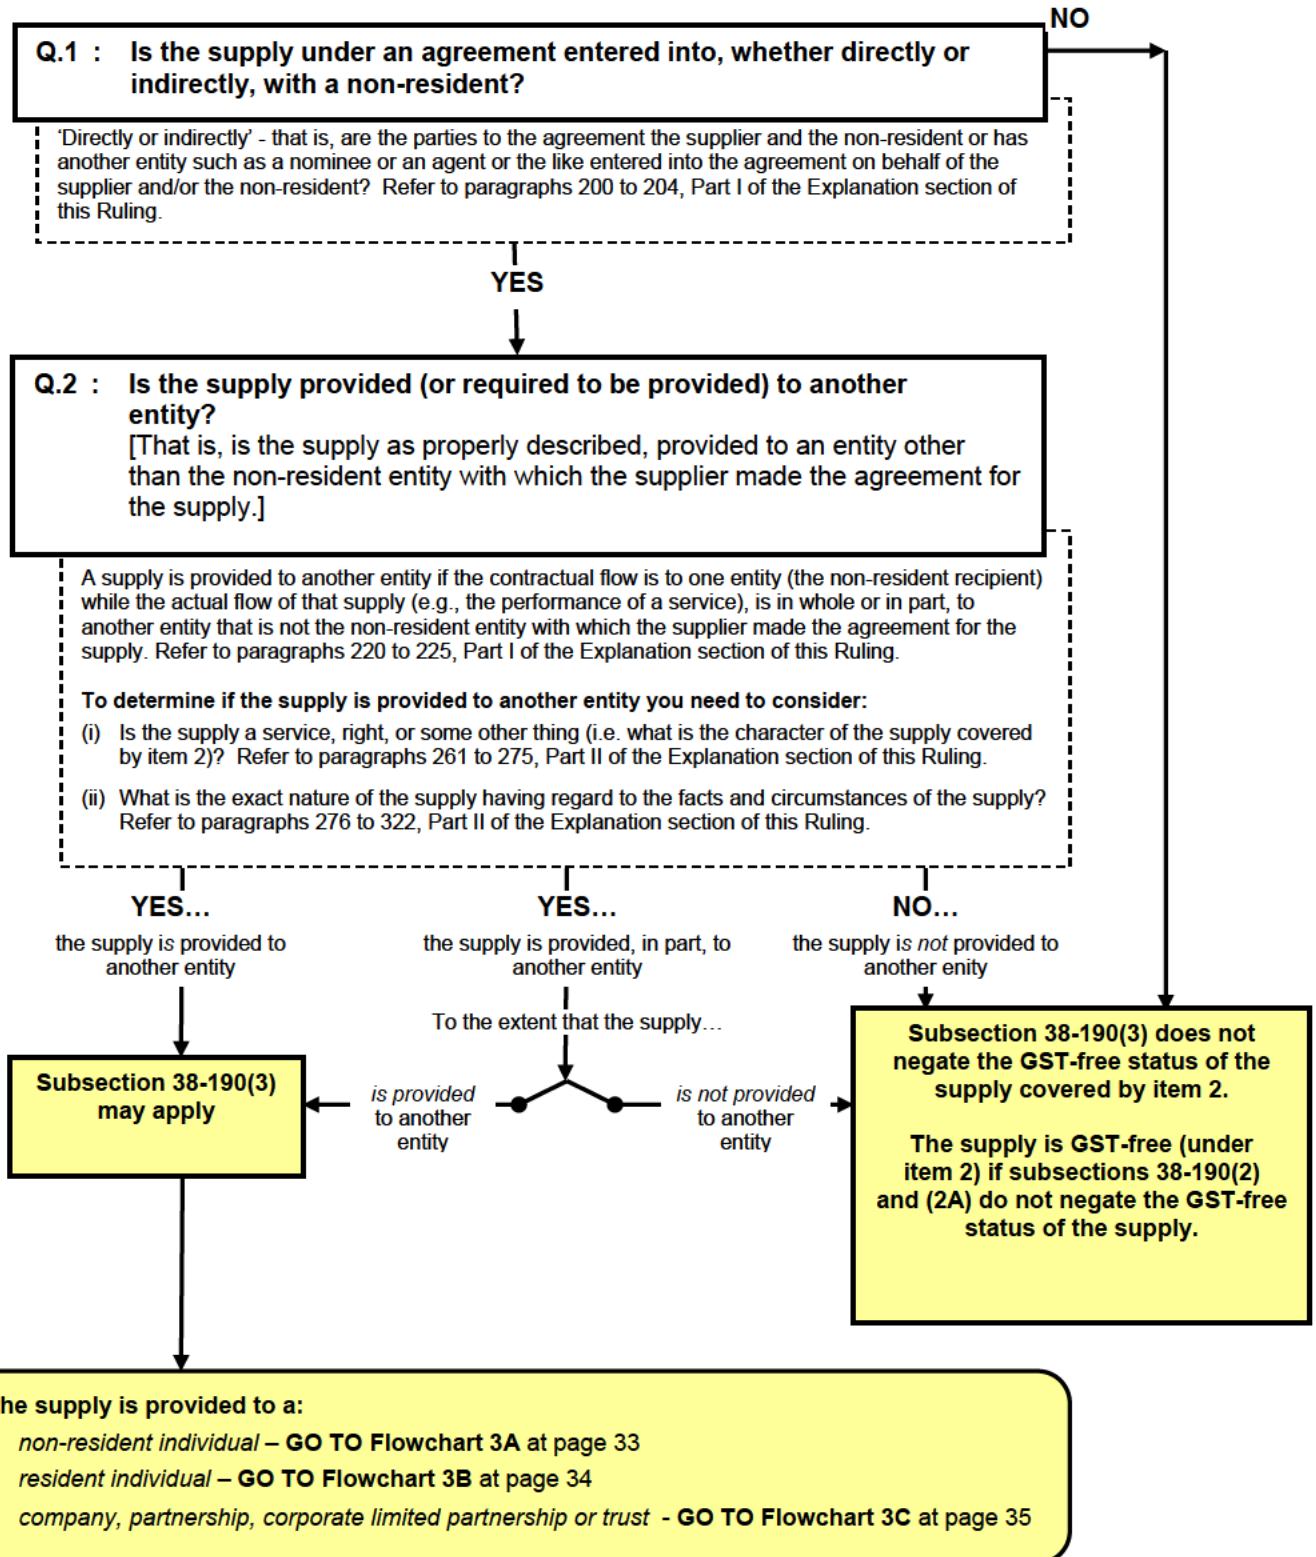 NO
Q.1 : Is the supply under an agreement entered into, whether directly or
indirectly, with a non-resident?
'Directly or indirectly' - that is, are the parties to the agreement the supplier and the non-resident or has
another entity such as a nominee or an agent or the like entered into the agreement on behalf of the
supplier and/or the non-resident? Refer to paragraphs 200 to 204, Part I of the Explanation section of
this Ruling.
YES
Q.2 : Is the supply provided (or required to be provided) to another
entity?
[That is, is the supply as properly described, provided to an entity other
than the non-resident entity with which the supplier made the agreement for
the supply.]
A supply is provided to another entity if the contractual flow is to one entity (the non-resident recipient)
while the actual flow of that supply (e.g., the performance of a service), is in whole or in part, to
another entity that is not the non-resident entity with which the supplier made the agreement for the
supply. Refer to paragraphs 220 to 225, Part I of the Explanation section of this Ruling.
To determine if the supply is provided to another entity you need to consider:
(i) Is the supply a service, right, or some other thing (i.e. what is the character of the supply covered
by item 2)? Refer to paragraphs 261 to 275, Part II of the Explanation section of this Ruling.
(ii) What is the exact nature of the supply having regard to the facts and circumstances of the supply?
Refer to paragraphs 276 to 322, Part II of the Explanation section of this Ruling.
YES...
the supply is provided to
another entity
YES...
the supply is provided, in part, to
another entity
NO...
the supply is not provided to
another enity
To the extent that the supply...
Subsection 38-190(3)
may apply
is provided
to another
entity
is not provided
to another
entity
Subsection 38-190(3) does not
negate the GST-free status of the
supply covered by item 2.
The supply is GST-free (under
item 2) if subsections 38-190(2)
and (2A) do not negate the GST-free
status of the supply.
he supply is provided to a:
non-resident individual – GO TO Flowchart 3A at page 33
resident individual – GO TO Flowchart 3B at page 34
company, partnership, corporate limited partnership or trust - GO TO Flowchart 3C at page 35